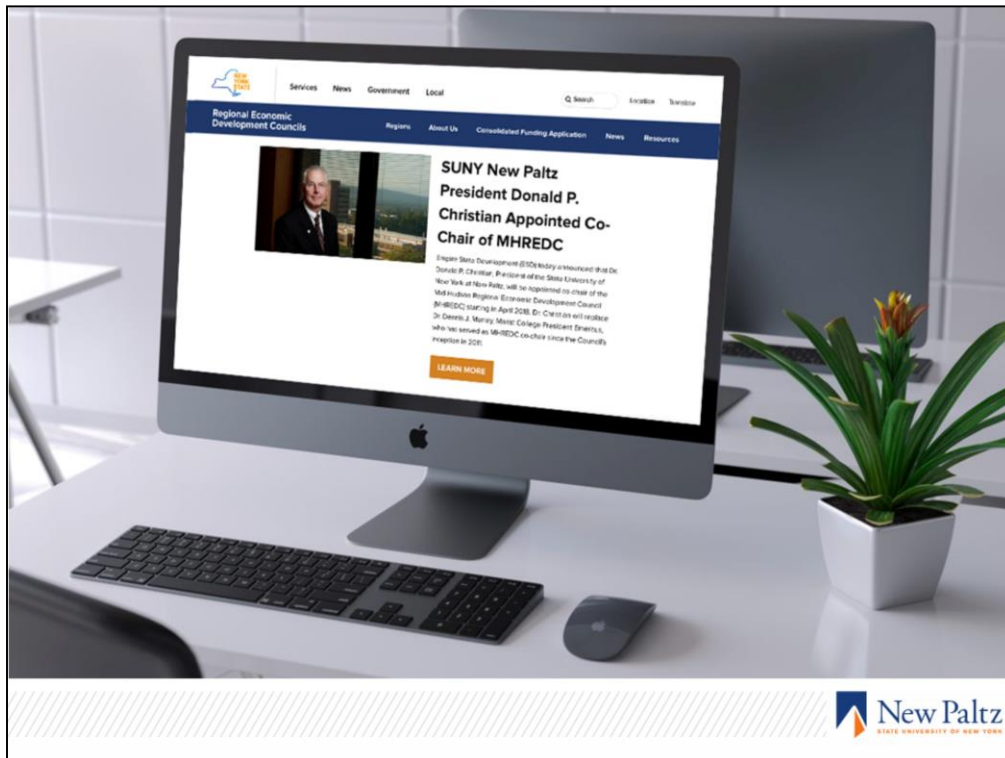 NEW
YORK
STATE
Services News Government Local
Search Location Translate
Regional Economic
Development Councils
Regions About Us Consolidated Funding Application News Resources
SUNY New Paltz
President Donald P.
Christian Appointed Co-
Chair of MHREDC
Empire State Development (ESD) today announced that Dr.
Donald P. Christian, President of the State University of
New York at New Paltz, will be appointed co-chair of the
Mid-Hudson Regional Economic Development Council
(MHREDC) starting in April 2018. Dr. Christian will replace
Dr. Dennis J. Murray, Marist College President Emeritus,
who has served as MHREDC co-chair since the Council's
inception in 2011.
LEARN MORE
New Paltz
STATE UNIVERSITY OF NEW YORK